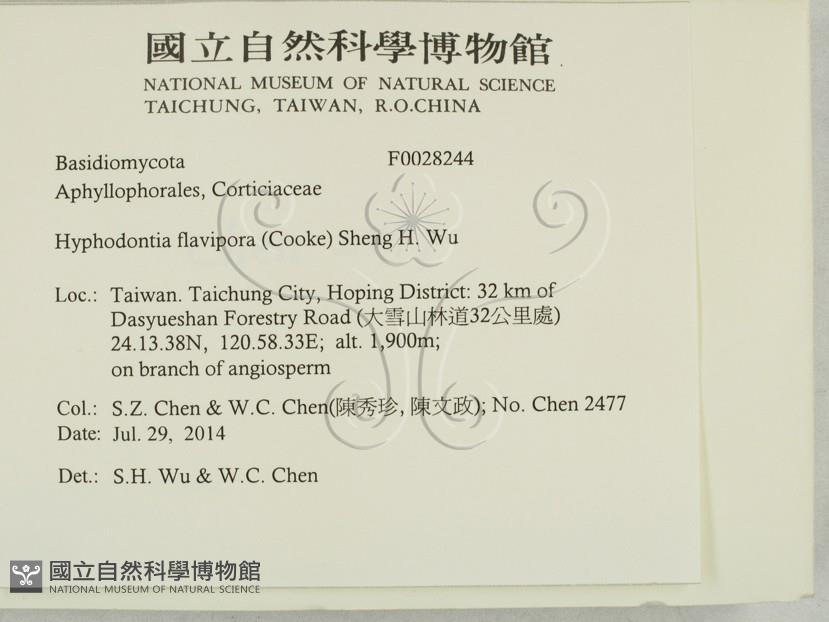 國立自然科學博物館
NATIONAL MUSEUM OF NATURAL SCIENCE
TAICHUNG, TAIWAN, R.O.CHINA
Basidiomycota F0028244
Aphyllophorales, Corticiaceae
Hyphodontia flavipora (Cooke) Sheng H. Wu
Loc.: Taiwan. Taichung City, Hoping District: 32 km of
Dasyueshan Forestry Road (大雪山林道32公里處)
24.13.38N, 120.58.33E; alt. 1,900m;
on branch of angiosperm
Col.: S.Z. Chen & W.C. Chen(陳秀珍, 陳文政); No. Chen 2477
Date: Jul. 29, 2014
Det.: S.H. Wu & W.C. Chen
國立自然科學博物館
NATIONAL MUSEUM OF NATURAL SCIENCE